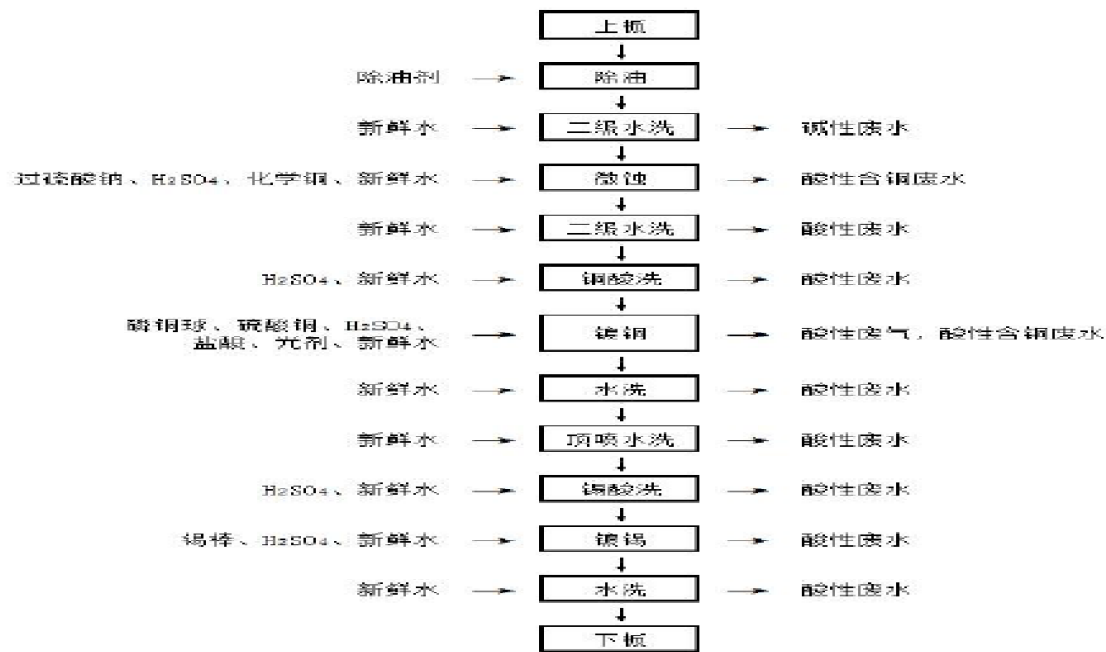 上板
除油剂 → 除油
新鲜水 → 二级水洗 → 碱性废水
过硫酸钠、H₂SO₄、化学铜、新鲜水 → 微蚀 → 酸性含铜废水
新鲜水 → 二级水洗 → 酸性废水
H₂SO₄、新鲜水 → 铜酸洗 → 酸性废水
磷铜球、硫酸铜、H₂SO₄、
盐酸、光剂、新鲜水 → 镀铜 → 酸性废气，酸性含铜废水
新鲜水 → 水洗 → 酸性废水
新鲜水 → 顶喷水洗 → 酸性废水
H₂SO₄、新鲜水 → 锡酸洗 → 酸性废水
锡棒、H₂SO₄、新鲜水 → 镀锡 → 酸性废水
新鲜水 → 水洗 → 酸性废水
下板